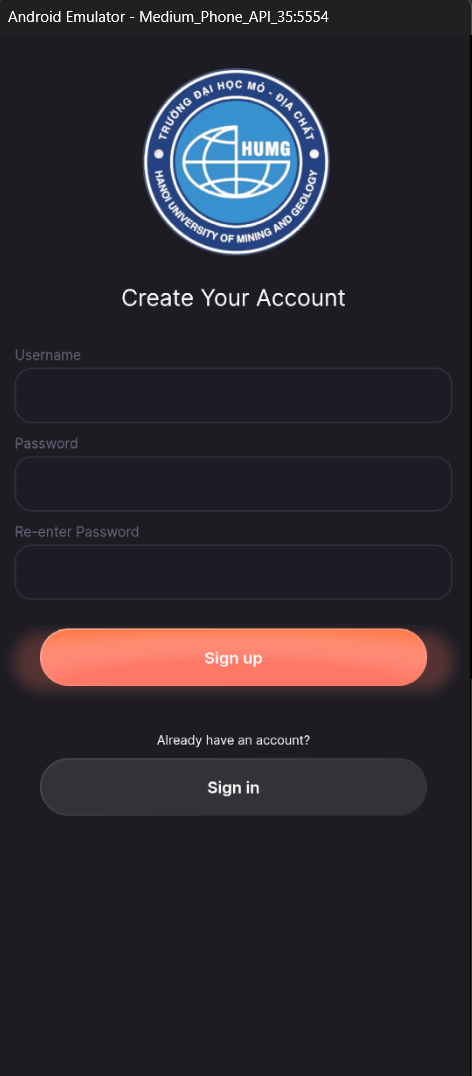 Android Emulator - Medium_Phone_API_35:5554
TRƯỜNG ĐẠI HỌC MỎ - ĐỊA CHẤT
HUMG
HANOI UNIVERSITY OF MINING AND GEOLOGY
Create Your Account
Username
Password
Re-enter Password
Sign up
Already have an account?
Sign in